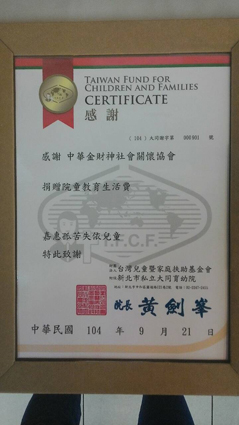 TAIWAN FUND FOR
CHILDREN AND FAMILIES
CERTIFICATE
感謝
感謝 中華金財神社會關懷協會
捐贈院童教育生活費
嘉惠孤苦失依兒童
特此致謝
T.F.C.F.
台灣兒童暨家庭扶助基金會
新北市私立大同育幼院
院長 黃劍峯
中華民國 104 年 9 月 21 日